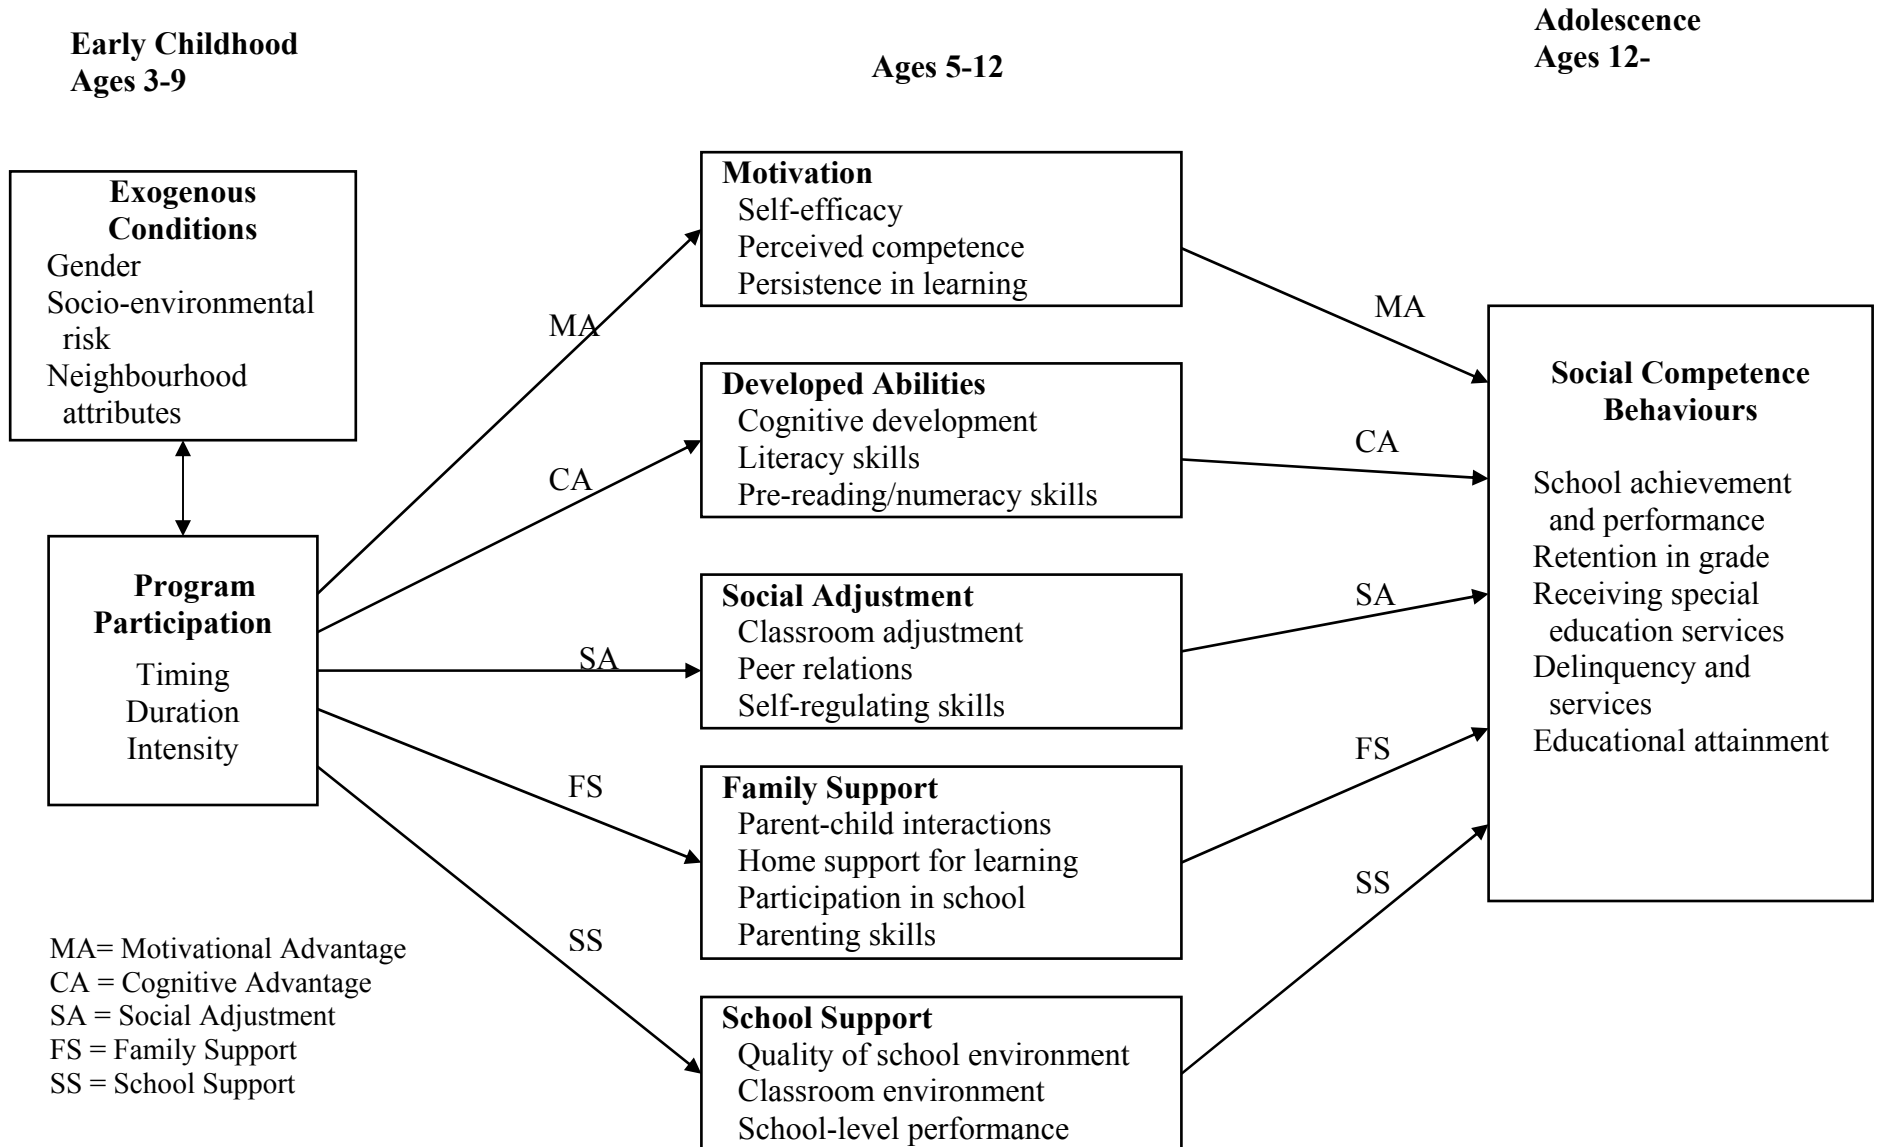 Early Childhood
Ages 3-9
Ages 5-12
Adolescence
Ages 12-
Exogenous
Conditions
Gender
Socio-environmental
risk
Neighbourhood
attributes
Program
Participation
Timing
Duration
Intensity
MA
CA
SA
FS
SS
Motivation
Self-efficacy
Perceived competence
Persistence in learning
Developed Abilities
Cognitive development
Literacy skills
Pre-reading/numeracy skills
Social Adjustment
Classroom adjustment
Peer relations
Self-regulating skills
Family Support
Parent-child interactions
Home support for learning
Participation in school
Parenting skills
School Support
Quality of school environment
Classroom environment
School-level performance
MA
CA
SA
FS
SS
Social Competence
Behaviours
School achievement
and performance
Retention in grade
Receiving special
education services
Delinquency and
services
Educational attainment
MA= Motivational Advantage
CA = Cognitive Advantage
SA = Social Adjustment
FS = Family Support
SS = School Support